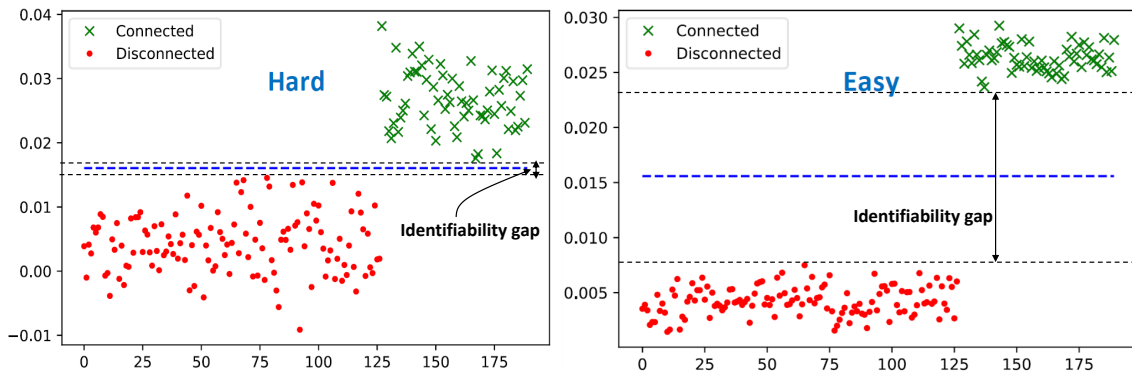 0.04
0.03
0.02
0.01
0.00
−0.01
Connected
Disconnected
Hard
Identifiability gap
0 25 50 75 100 125 150 175
0.030
0.025
0.020
0.015
0.010
0.005
Connected
Disconnected
Easy
Identifiability gap
0 25 50 75 100 125 150 175